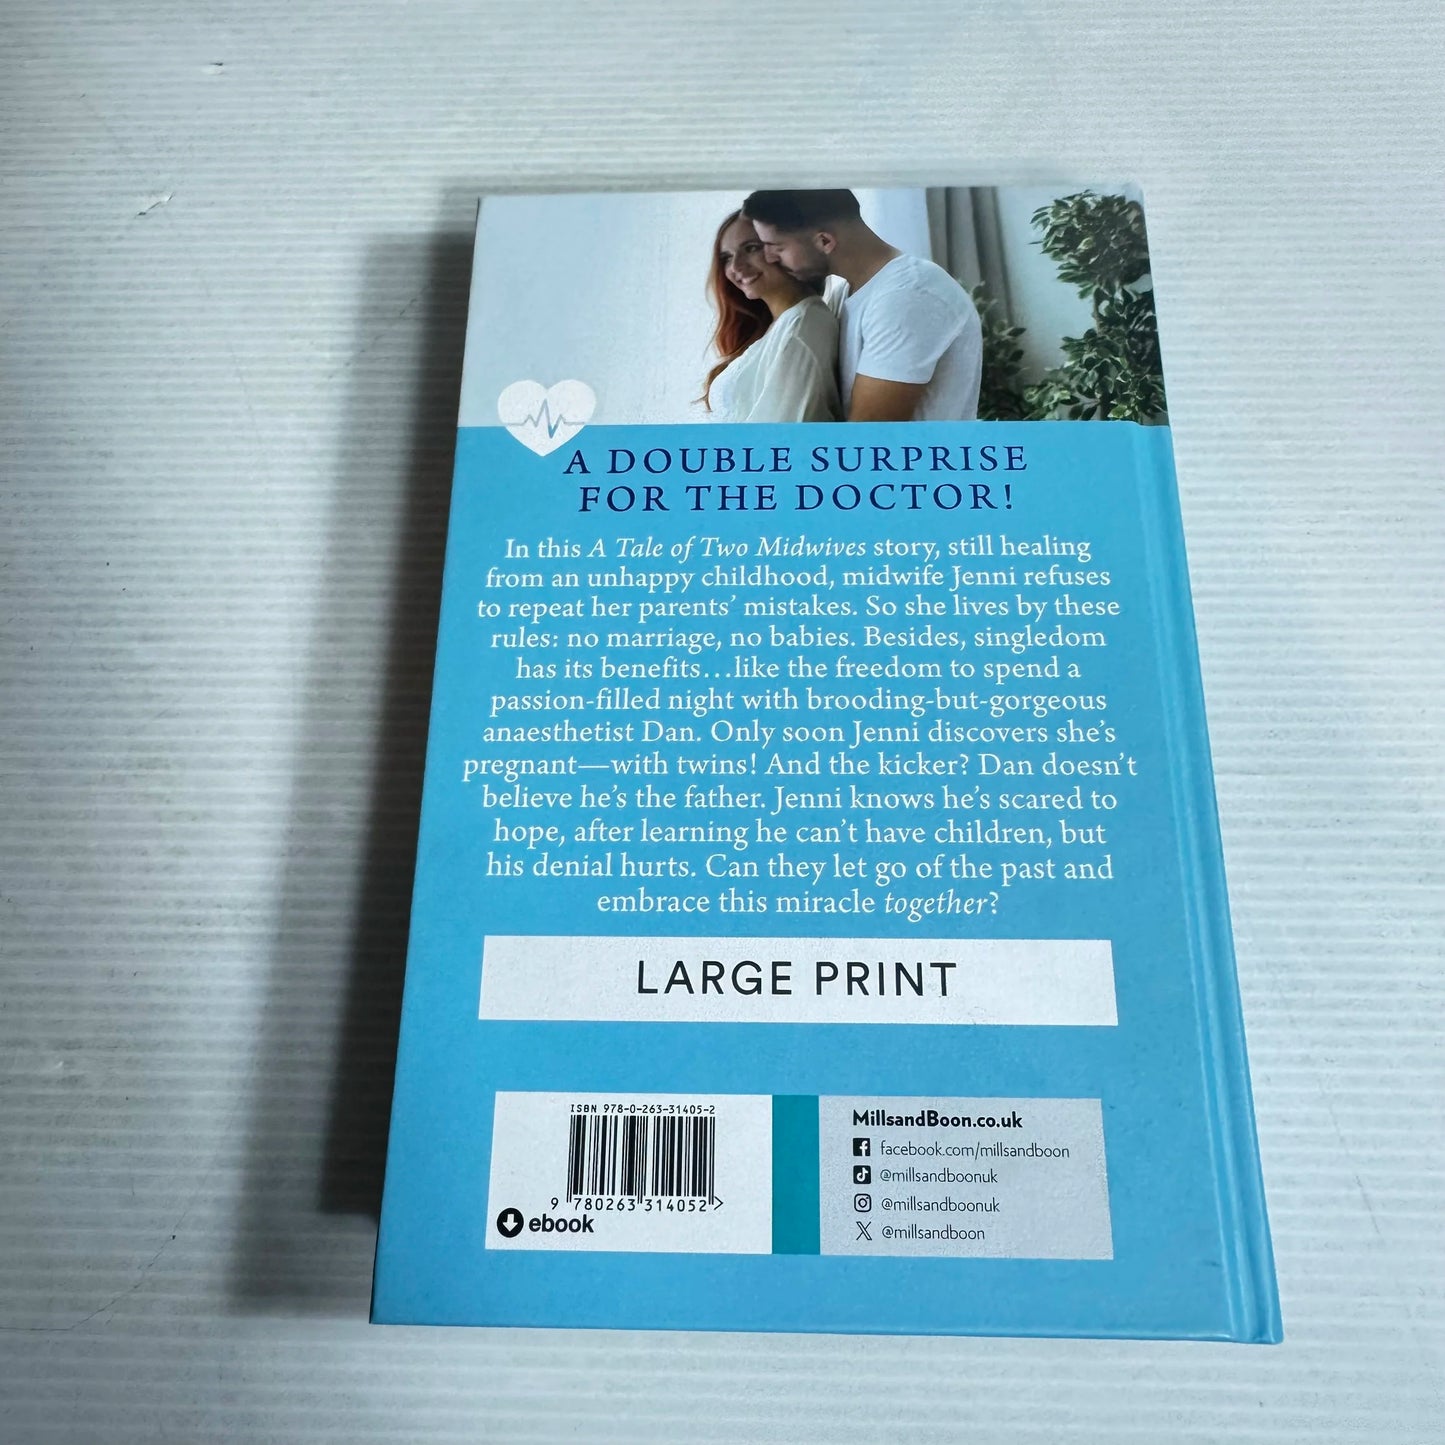 A DOUBLE SURPRISE
FOR THE DOCTOR!
In this A Tale of Two Midwives story, still healing
from an unhappy childhood, midwife Jenni refuses
to repeat her parents’ mistakes. So she lives by these
rules: no marriage, no babies. Besides, singledom
has its benefits…like the freedom to spend a
passion-filled night with brooding-but-gorgeous
anaesthetist Dan. Only soon Jenni discovers she’s
pregnant—with twins! And the kicker? Dan doesn’t
believe he’s the father. Jenni knows he’s scared to
hope, after learning he can’t have children, but
his denial hurts. Can they let go of the past and
embrace this miracle together?
LARGE PRINT
ISBN 978-0-263-31405-2
9 780263 314052 >
ebook
MillsandBoon.co.uk
facebook.com/millsandboon
@millsandboonuk
@millsandboonuk
@millsandboon